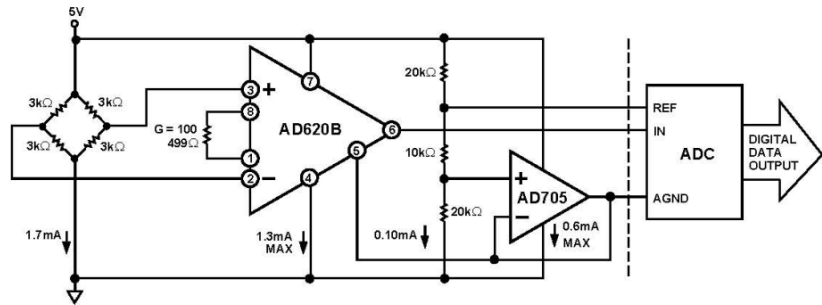 5V
3kΩ
3kΩ
3kΩ
3kΩ
1.7mA
G = 100
499Ω
3
8
1
2
+
−
AD620B
7
6
5
4
1.3mA
MAX
0.10mA
20kΩ
10kΩ
20kΩ
+
−
AD705
0.6mA
MAX
REF
IN
ADC
AGND
DIGITAL
DATA
OUTPUT